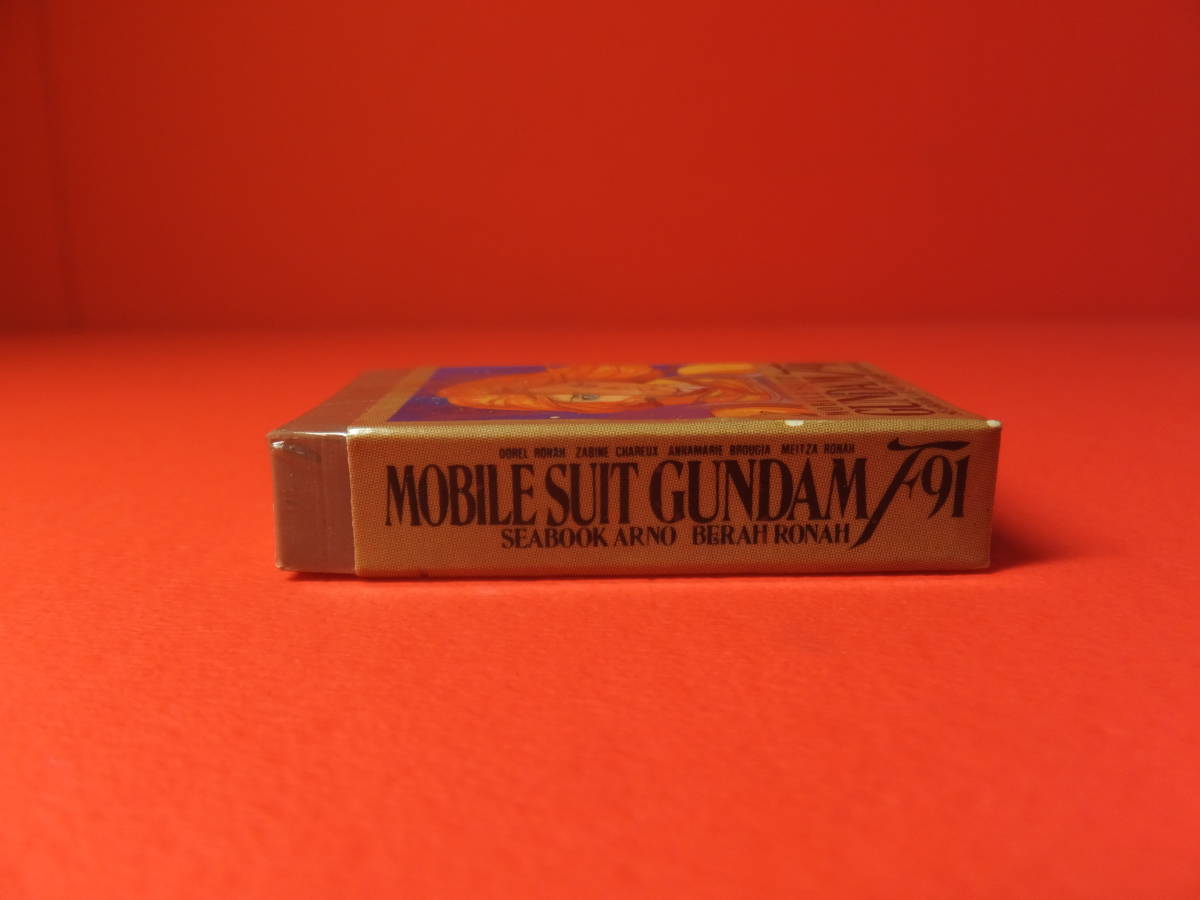 DOREL RONAH ZABINE CHAREUX ANNAMARIE BROUGIA MEITZA RONAH
MOBILE SUIT GUNDAM F91
SEABOOK ARNO BERAH RONAH